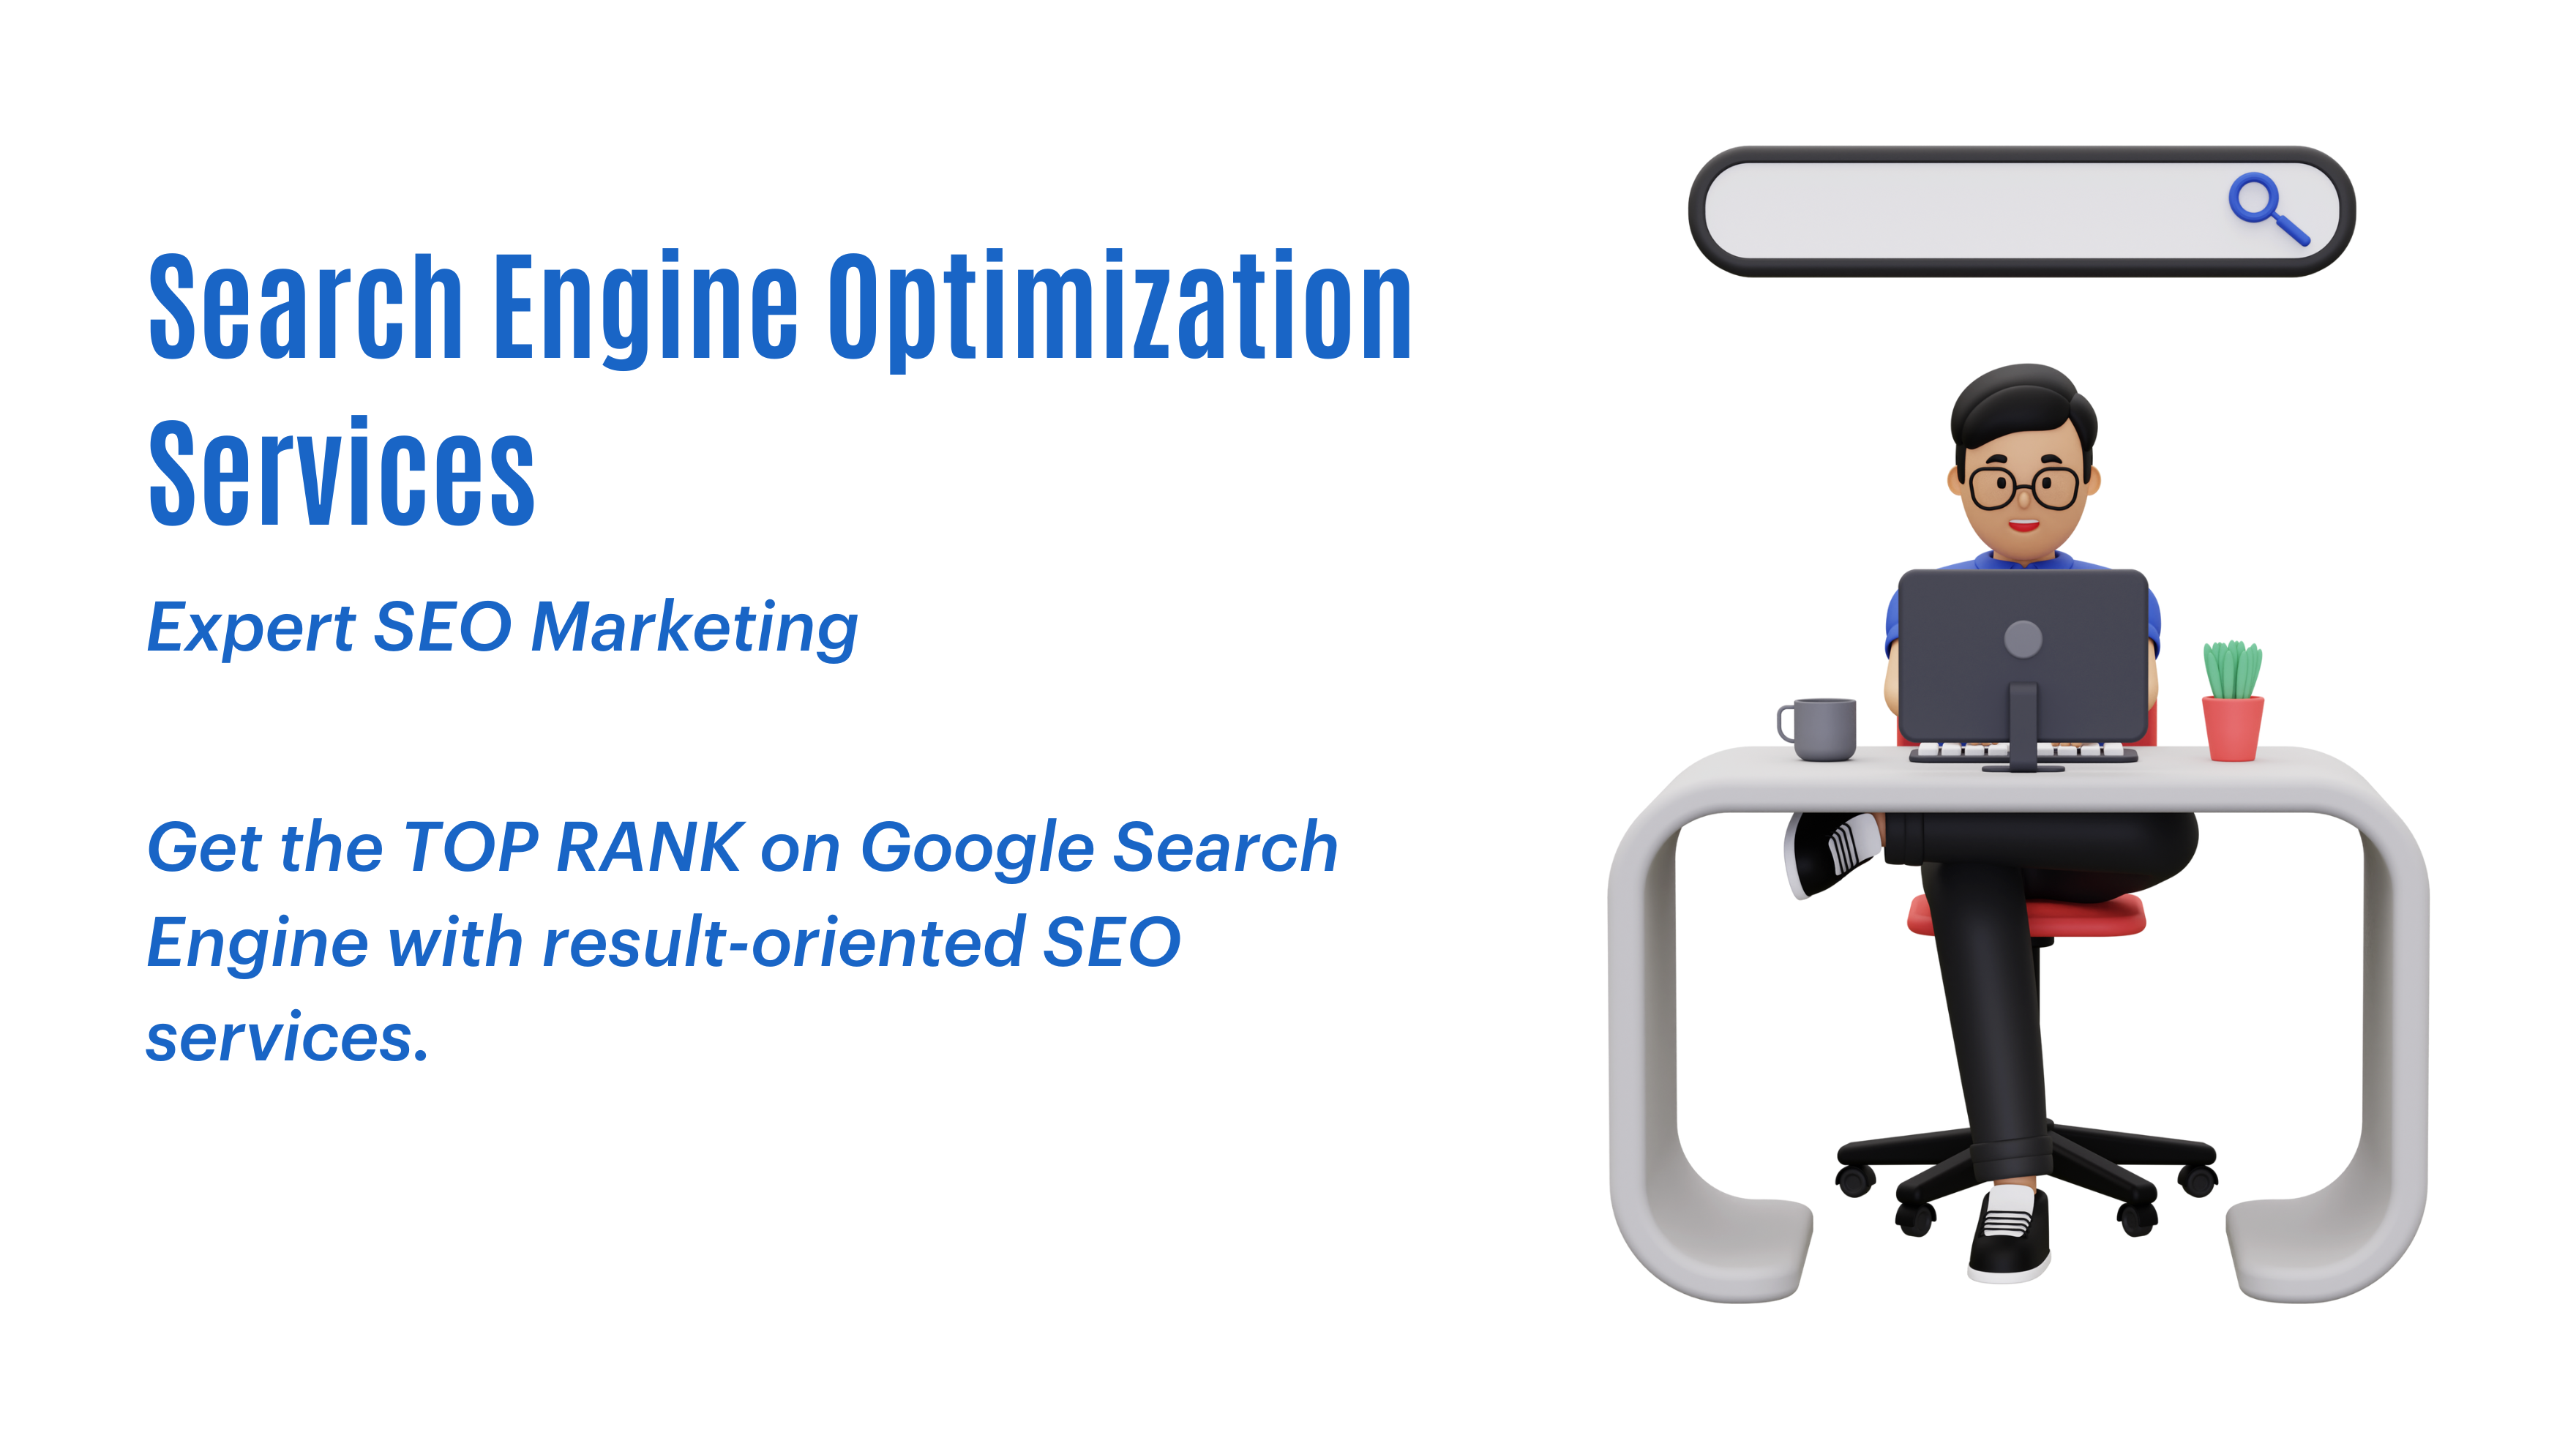 Search Engine Optimization
Services
Expert SEO Marketing
Get the TOP RANK on Google Search
Engine with result-oriented SEO
services.